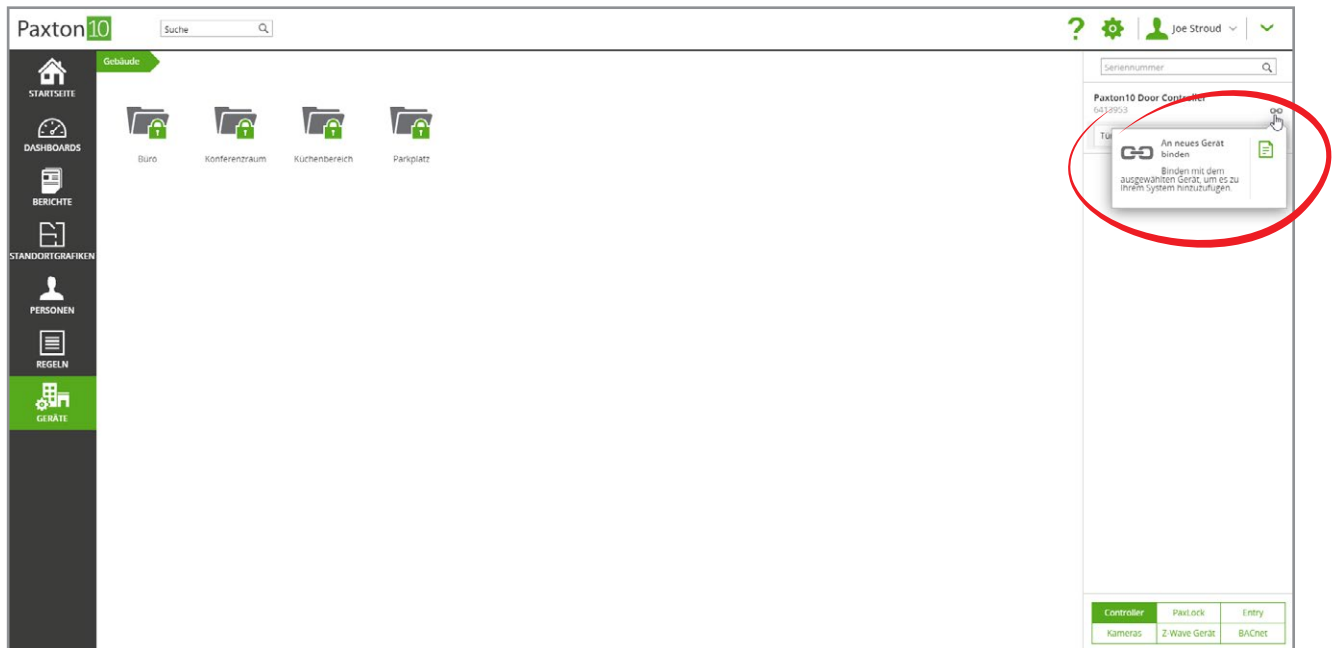 Paxton10
Suche
Joe Stroud
STARTSEITE
DASHBOARDS
BERICHTE
STANDORTGRAFIKEN
PERSONEN
REGELN
GERÄTE
Gebäude
Büro
Konferenzraum
Küchenbereich
Parkplatz
Seriennummer
Paxton10 Door Controller
6413953
An neues Gerät
binden
Binden mit dem
ausgewählten Gerät, um es zu
Ihrem System hinzuzufügen.
Controller
PaxLock
Entry
Kameras
Z-Wave Gerät
BACnet